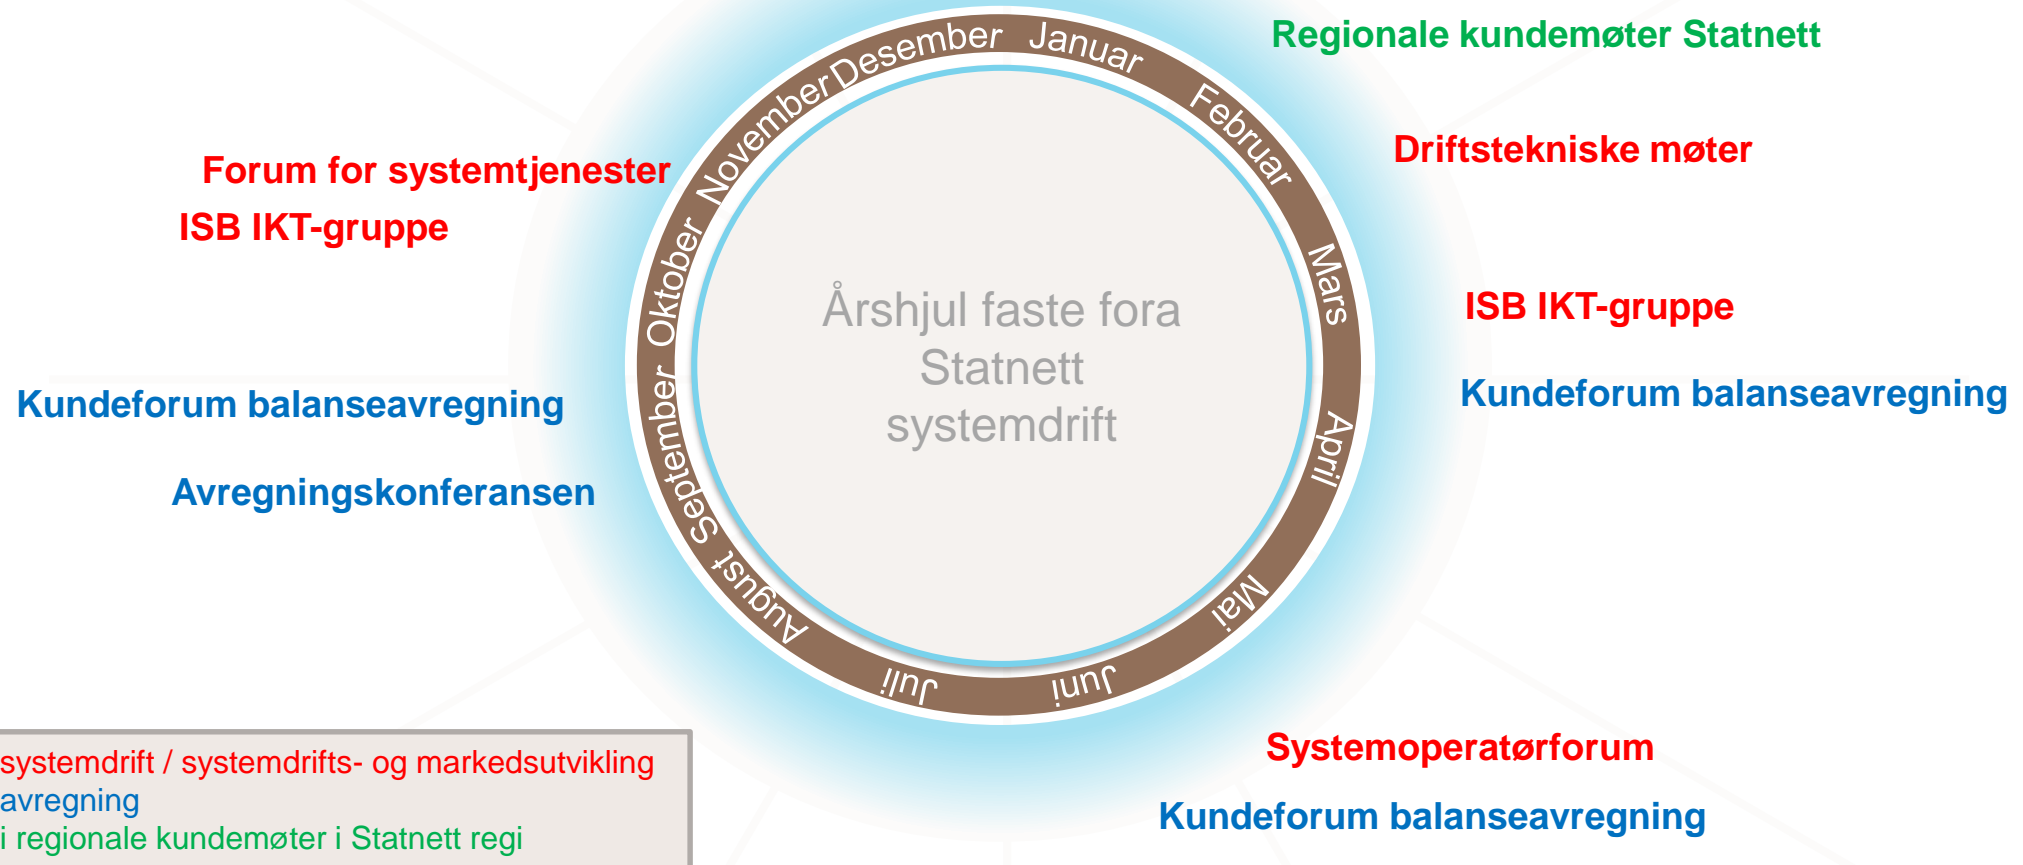 Regionale kundemøter Statnett
Desember
Januar
Februar
Mars
April
Mai
Juni
Juli
August
September
Oktober
November
Driftstekniske møter
Forum for systemtjenester
ISB IKT-gruppe
Årshjul faste fora
Statnett
systemdrift
ISB IKT-gruppe
Kundeforum balanseavregning
Kundeforum balanseavregning
Avregningskonferansen
Systemoperatørforum
Kundeforum balanseavregning
systemdrift / systemdrifts- og markedsutvikling
avregning
i regionale kundemøter i Statnett regi